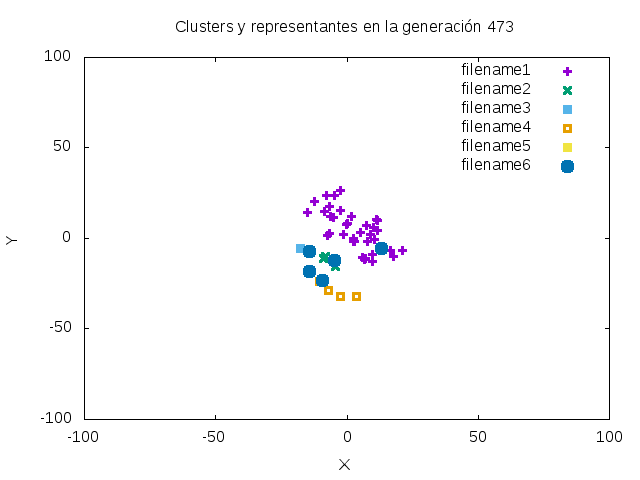 Clusters y representantes en la generación 473
100
filename1
filename2
filename3
filename4
filename5
filename6
50
Y
0
-50
-100
-100 -50 0 50 100
X